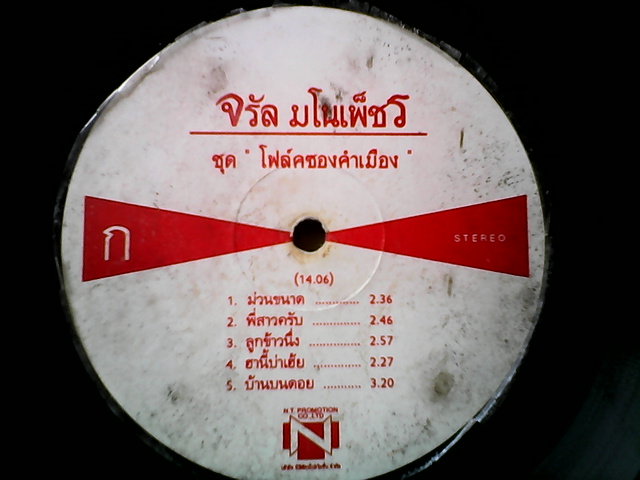 จรัล มโนเพ็ชร
ชุด " โฟล์คซองคำเมือง "
ก
STEREO
(14.06)
1. ม่วนขนาด ............ 2.36
2. พี่สาวครับ ............ 2.46
3. ลูกข้าวนึ่ง ............ 2.57
4. ฮานี้บ่าเฮ้ย ............ 2.27
5. บ้านบนดอย ........... 3.20
N.T. PROMOTION
CO.,LTD
N